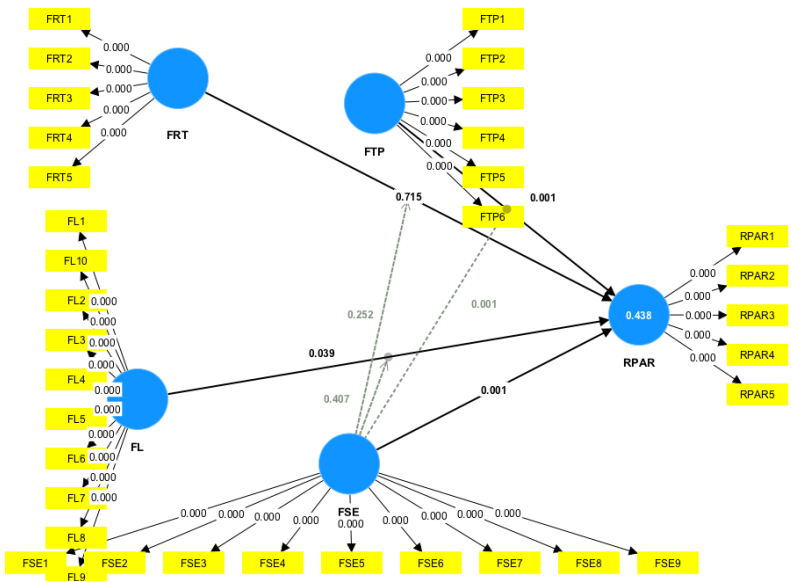 FRT1
FRT2
FRT3
FRT4
FRT5
0.000
0.000
0.000
0.000
0.000
FRT
FTP1
FTP2
FTP3
FTP4
FTP5
FTP6
0.000
0.000
0.000
0.000
0.000
0.000
FTP
0.715
0.001
FL1
FL10
FL2
FL3
FL4
FL5
FL6
FL7
FL8
FL9
0.000
0.000
0.000
0.000
0.000
0.000
0.000
0.000
0.000
0.000
FL
0.252
0.001
0.039
0.407
0.001
RPAR1
RPAR2
RPAR3
RPAR4
RPAR5
0.000
0.000
0.000
0.000
0.000
0.438
RPAR
FSE
0.000
0.000
0.000
0.000
0.000
0.000
0.000
0.000
0.000
FSE1
FSE2
FSE3
FSE4
FSE5
FSE6
FSE7
FSE8
FSE9